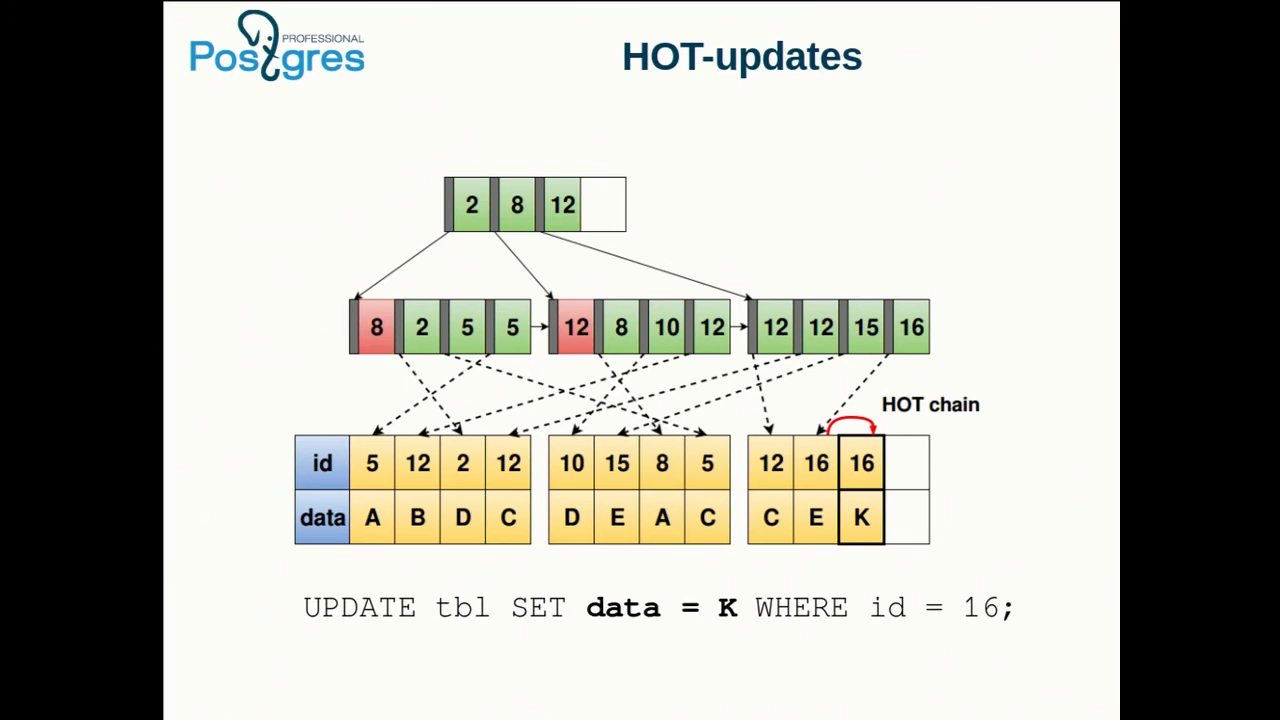 PROFESSIONAL
Postgres
HOT-updates
2 8 12
8 2 5 5 12 8 10 12 12 12 15 16
HOT chain
id 5 12 2 12 10 15 8 5 12 16 16
data A B D C D E A C C E K
UPDATE tbl SET data = K WHERE id = 16;